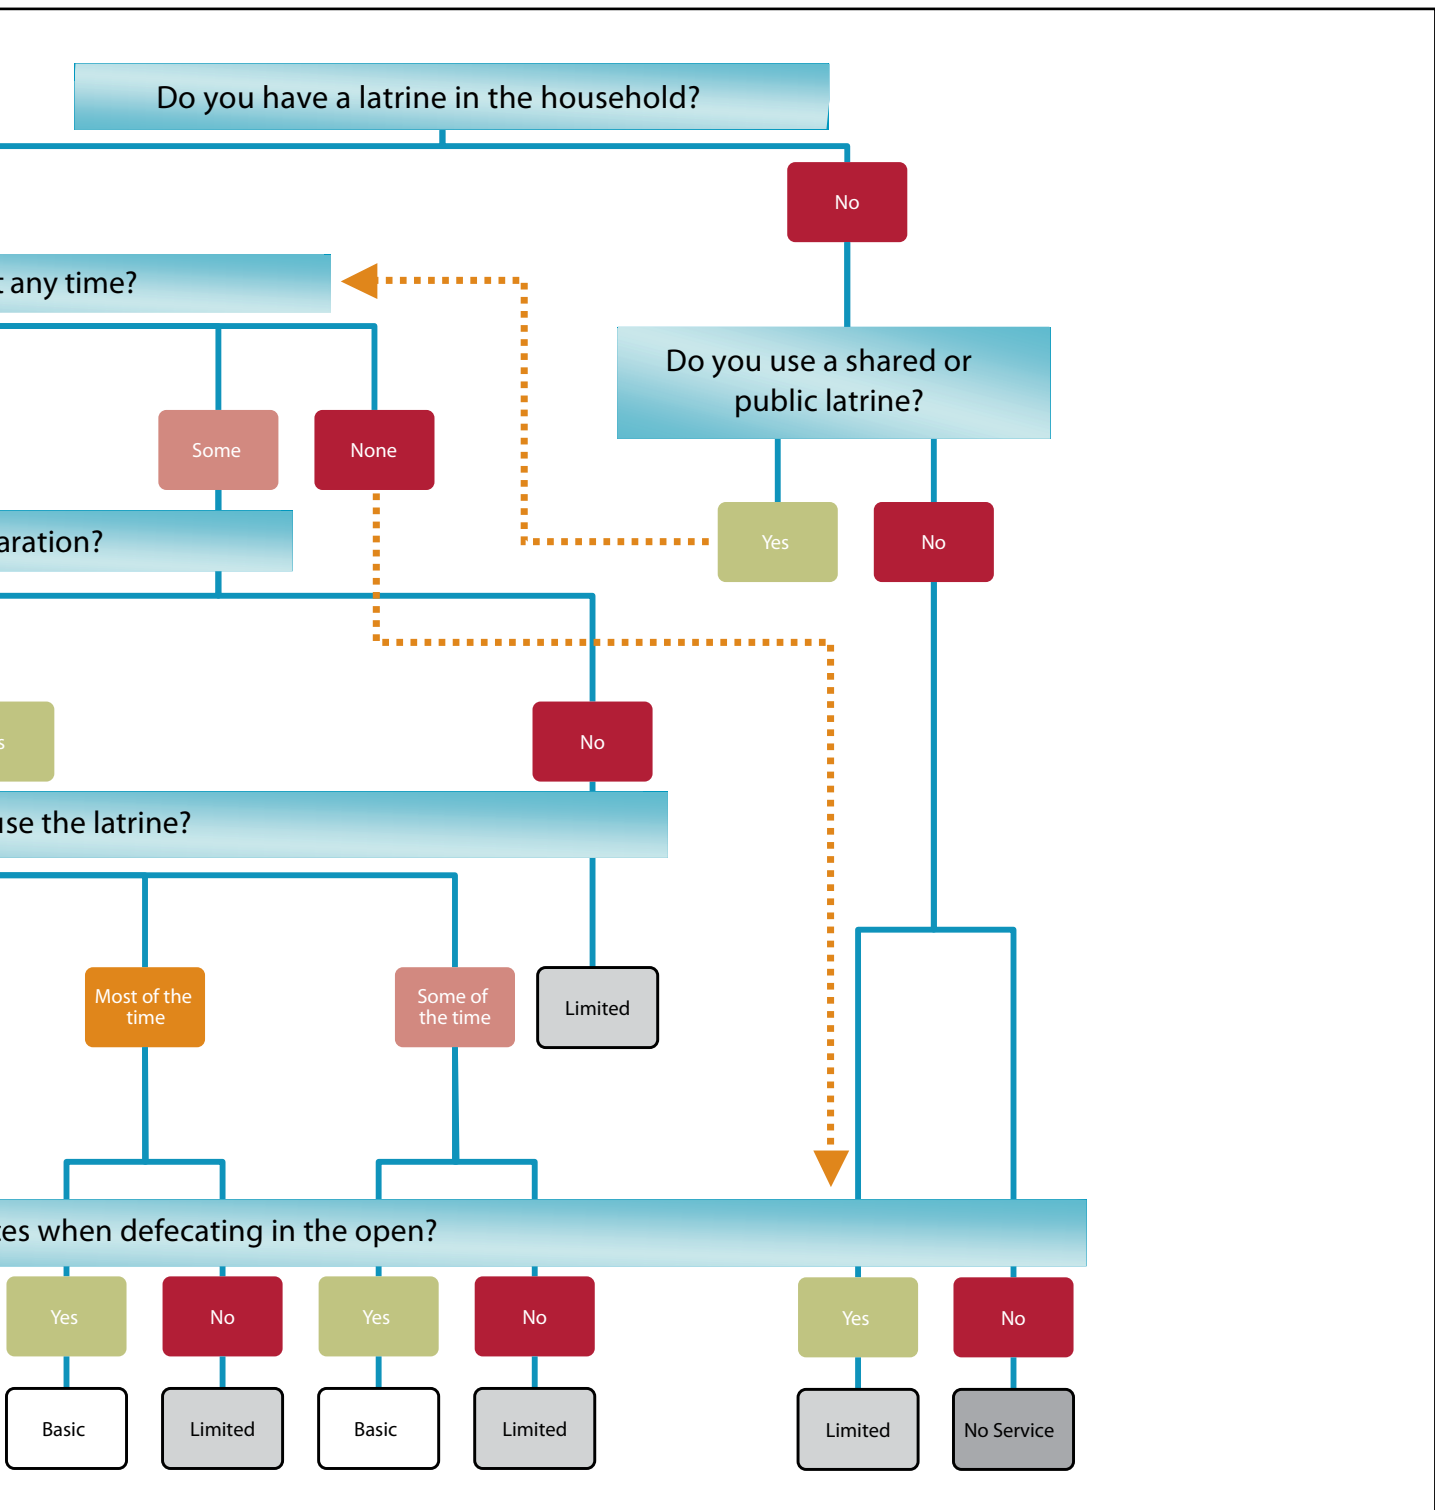 Do you have a latrine in the household?
No
any time?
Do you use a shared or
public latrine?
Some
None
Yes
No
aration?
No
use the latrine?
Most of the
time
Some of
the time
Limited
tes when defecating in the open?
Yes
No
Yes
No
Yes
No
Basic
Limited
Basic
Limited
Limited
No Service